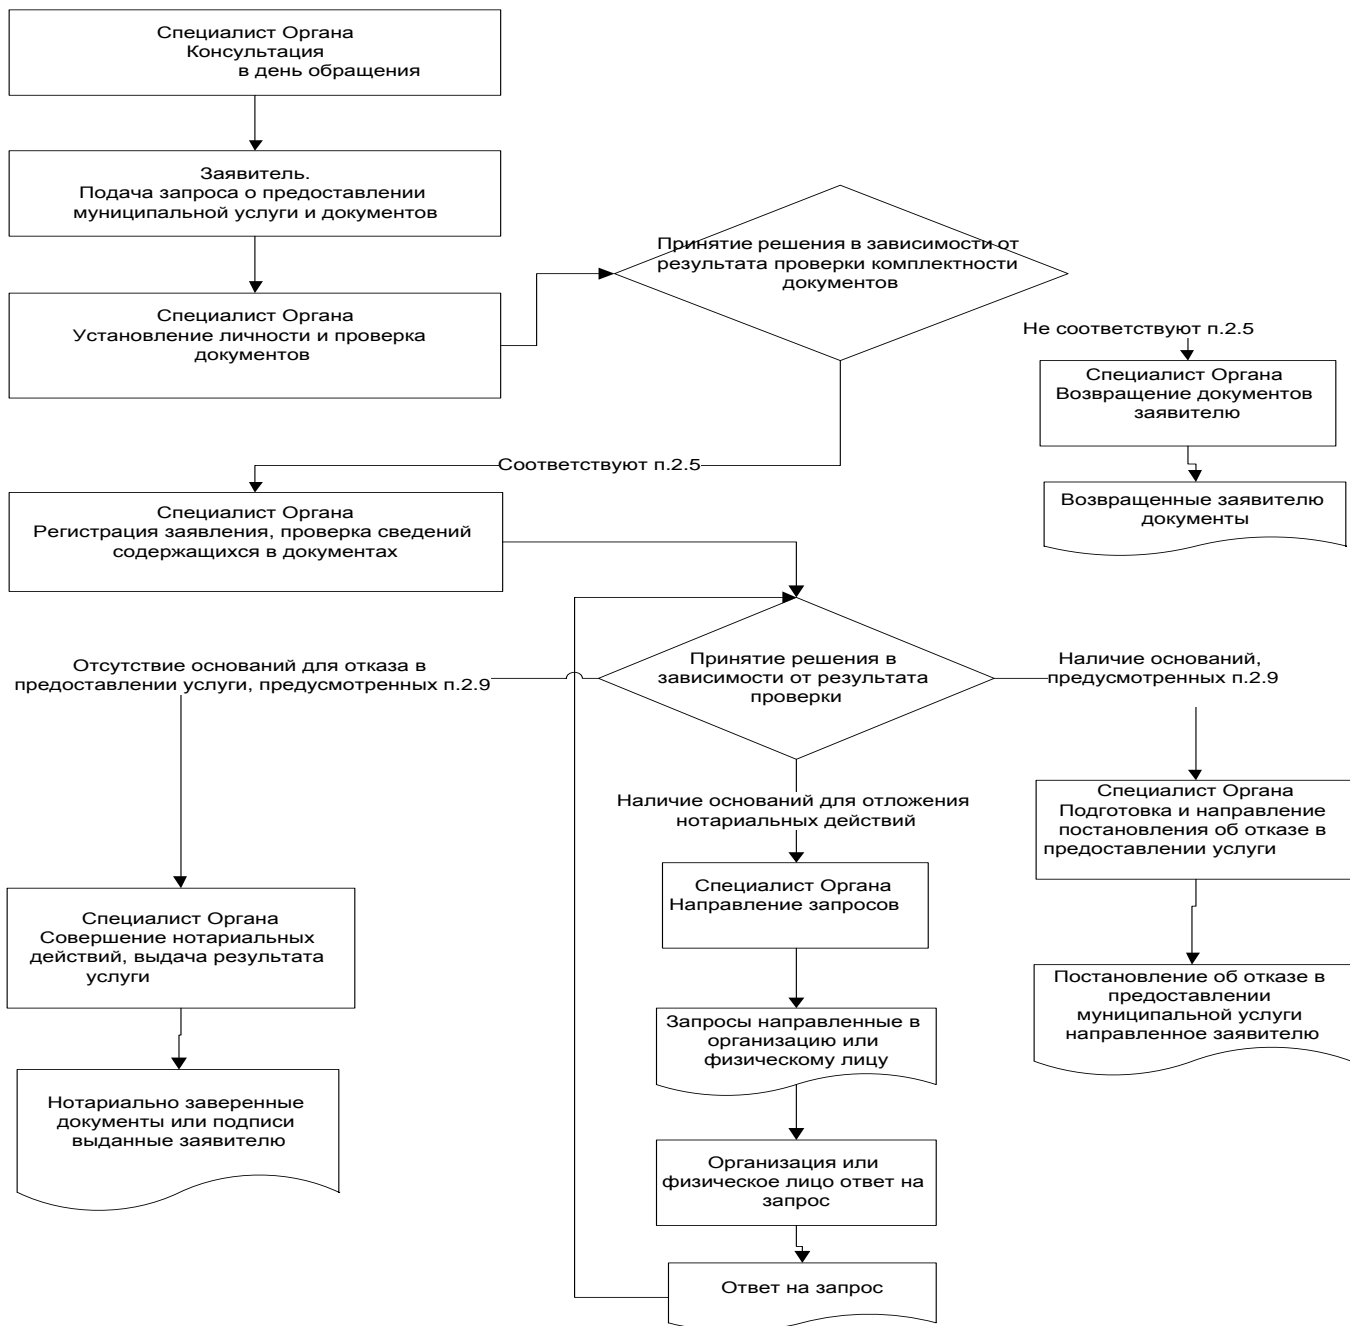 Специалист Органа
Консультация
в день обращения
Заявитель.
Подача запроса о предоставлении
муниципальной услуги и документов
Специалист Органа
Установление личности и проверка
документов
Принятие решения в зависимости от
результата проверки комплектности
документов
Не соответствуют п.2.5
Специалист Органа
Возвращение документов
заявителю
Возвращенные заявителю
документы
Соответствуют п.2.5
Специалист Органа
Регистрация заявления, проверка сведений
содержащихся в документах
Принятие решения в
зависимости от результата
проверки
Отсутствие оснований для отказа в
предоставлении услуги, предусмотренных п.2.9
Наличие оснований,
предусмотренных п.2.9
Наличие оснований для отложения
нотариальных действий
Специалист Органа
Подготовка и направление
постановления об отказе в
предоставлении услуги
Специалист Органа
Направление запросов
Специалист Органа
Совершение нотариальных
действий, выдача результата
услуги
Постановление об отказе в
предоставлении
муниципальной услуги
направленное заявителю
Запросы направленные в
организацию или
физическому лицу
Нотариально заверенные
документы или подписи
выданные заявителю
Организация или
физическое лицо ответ на
запрос
Ответ на запрос